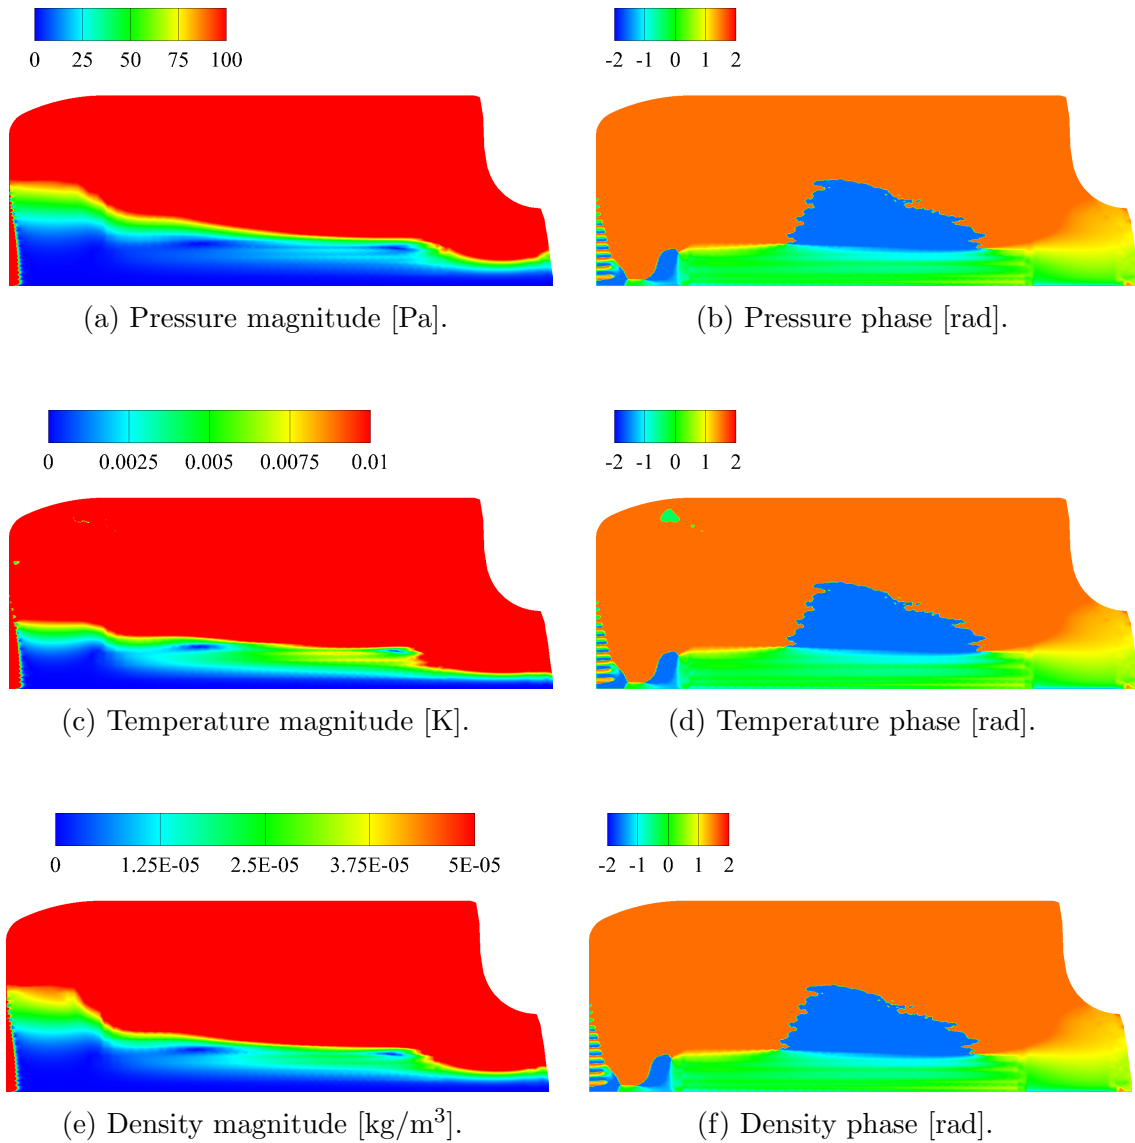 0 25 50 75 100
-2 -1 0 1 2
(a) Pressure magnitude [Pa].
(b) Pressure phase [rad].
0 0.0025 0.005 0.0075 0.01
-2 -1 0 1 2
(c) Temperature magnitude [K].
(d) Temperature phase [rad].
0 1.25E-05 2.5E-05 3.75E-05 5E-05
-2 -1 0 1 2
(e) Density magnitude [kg/m³].
(f) Density phase [rad].